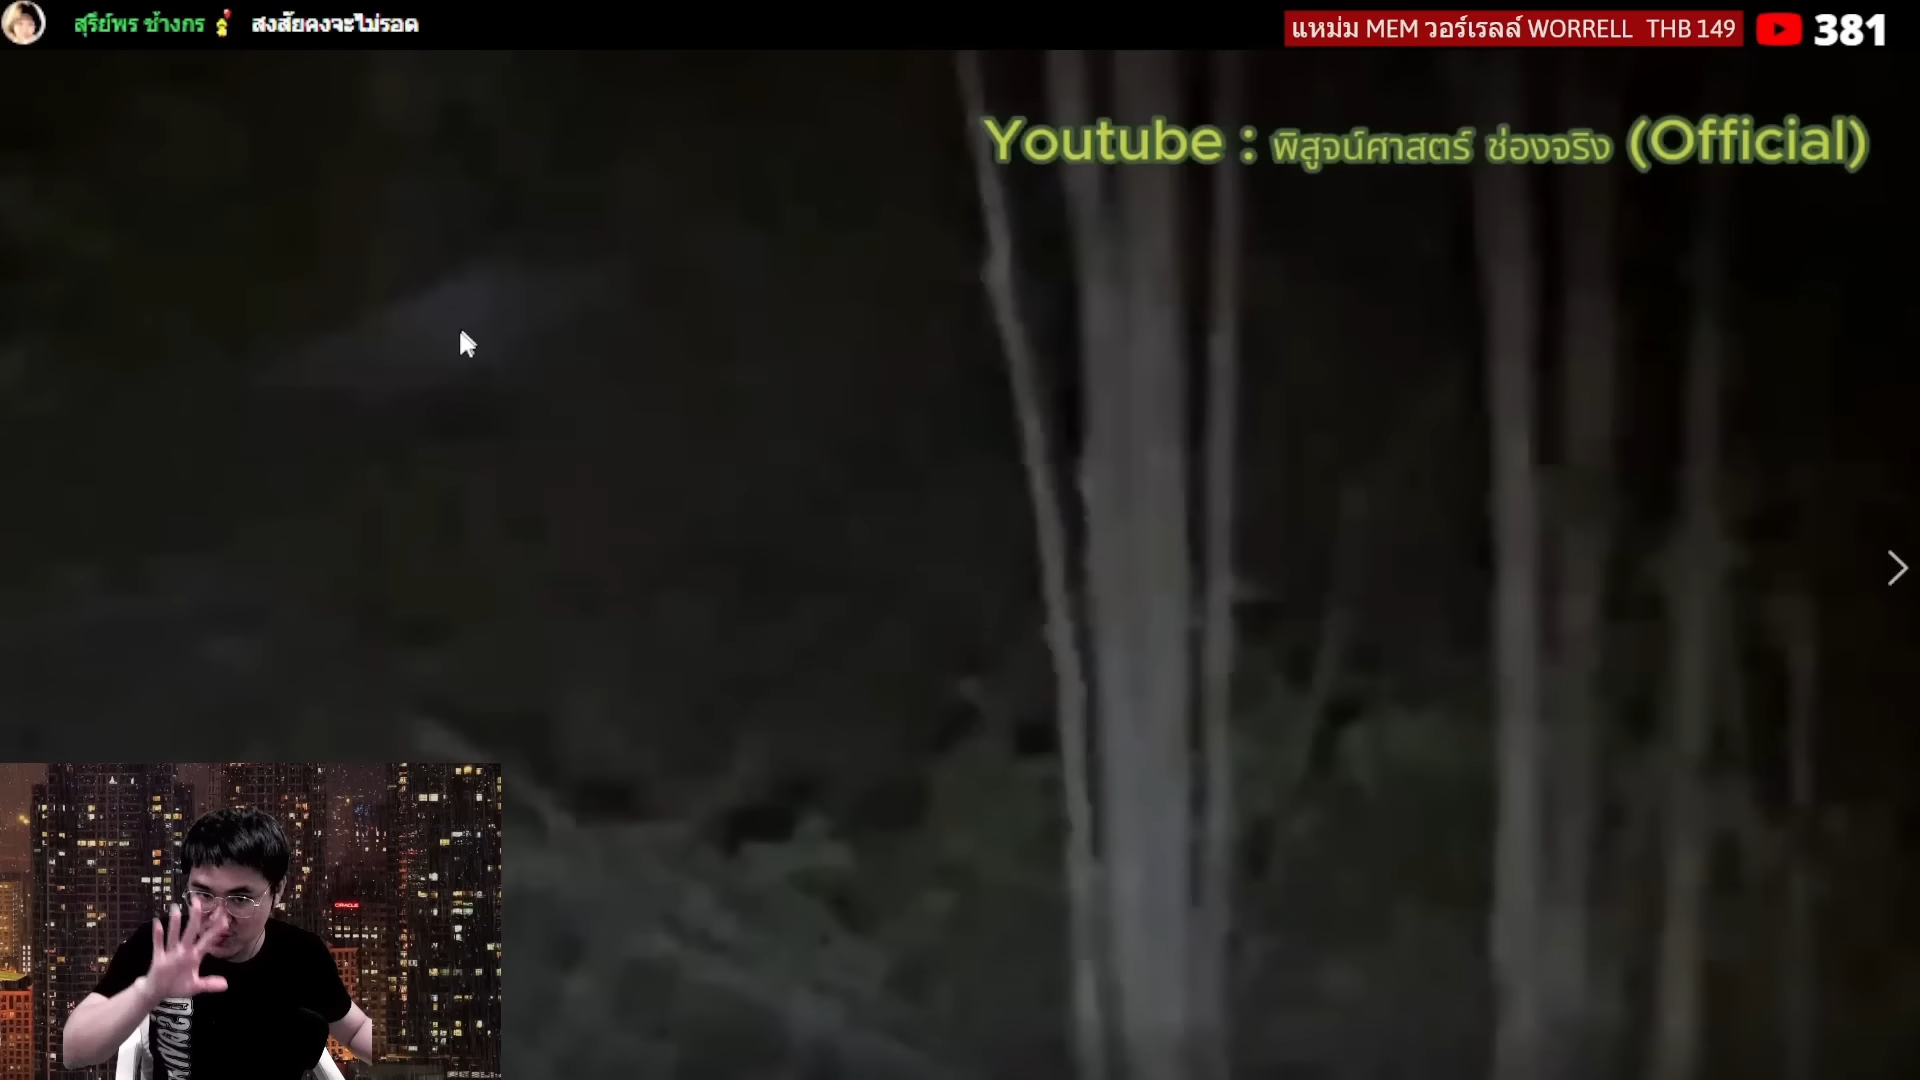 สุรีย์พร ช้างกร สงสัยคงจะไม่รอด
แหม่ม MEM วอร์เรลล์ WORRELL THB 149
381
Youtube : พิสูจน์ศาสตร์ ช่องจริง (Official)
ORACLE